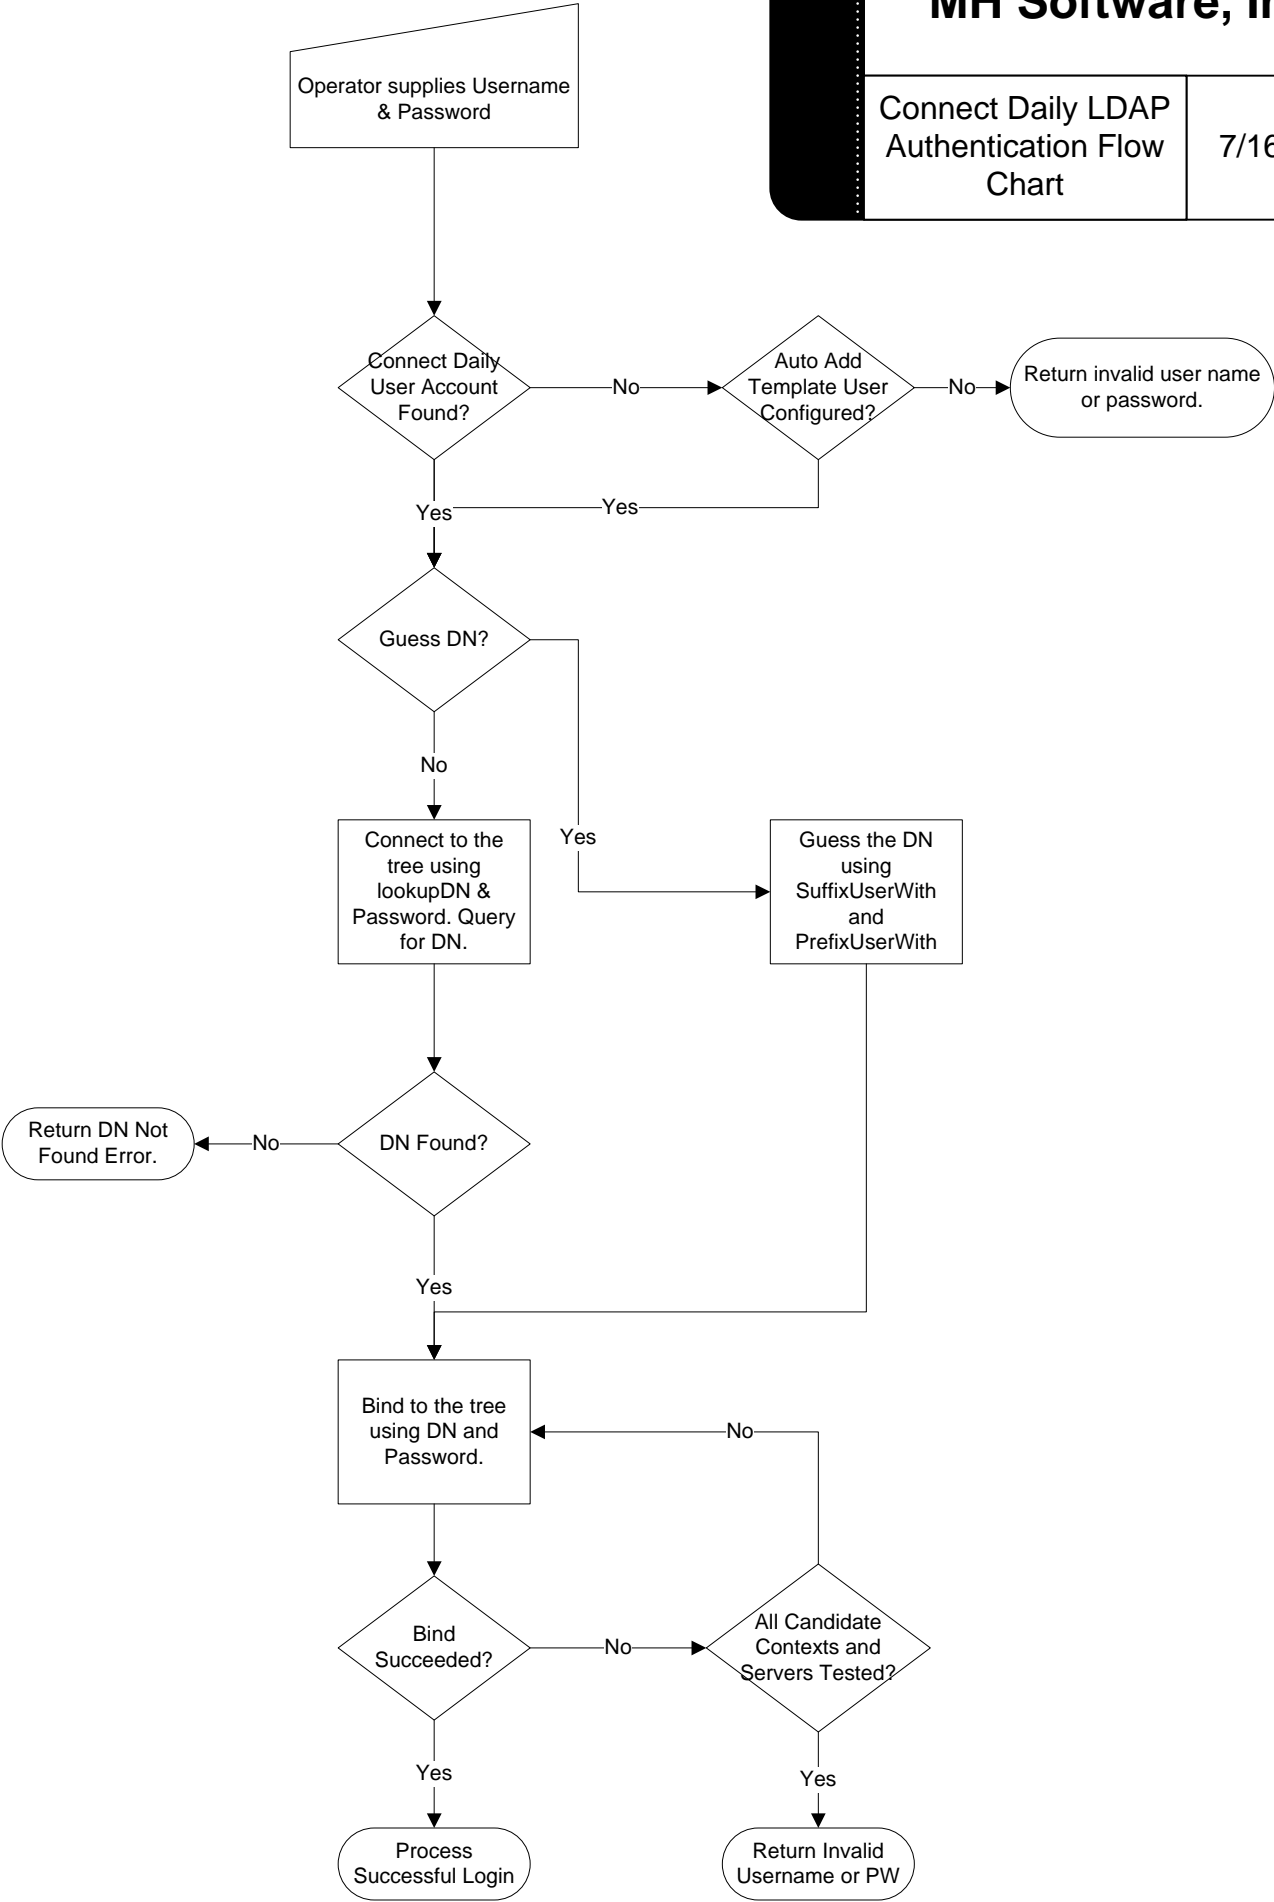 MH Software,
Connect Daily LDAP
Authentication Flow
Chart
Operator supplies Username
& Password
Connect Daily
User Account
Found?
No
Auto Add
Template User
Configured?
No
Return invalid user name
or password.
Yes
Yes
Guess DN?
No
Yes
Connect to the
tree using
lookupDN &
Password. Query
for DN.
Guess the DN
using
SuffixUserWith
and
PrefixUserWith
Return DN Not
Found Error.
No
DN Found?
Yes
Bind to the tree
using DN and
Password.
No
Bind
Succeeded?
No
All Candidate
Contexts and
Servers Tested?
Yes
Yes
Process
Successful Login
Return Invalid
Username or PW